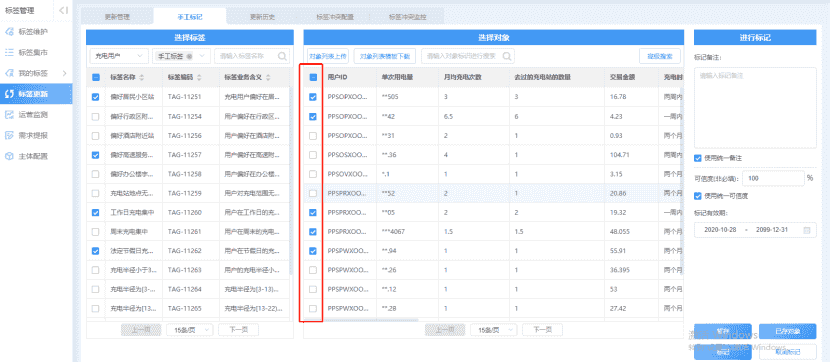 标签管理
标签维护
标签集市
我的标签
标签更新
运营监测
需求提报
主体配置
更新管理 手工标记 更新历史 标签冲突配置 标签冲突监控
选择标签
充电用户 手工标签 请输入标签名称
标签名称 标签编码 标签业务含义
偏好居民小区站 TAG-11251 充电用户偏好在居...
偏好行政区附... TAG-11254 用户偏好在行政区...
偏好酒店附近站 TAG-11256 用户偏好在酒店附...
偏好高速服务... TAG-11257 用户偏好在高速附...
偏好办公楼宇... TAG-11258 用户偏好在办公楼...
充电站地点无... TAG-11259 用户对充电范围无...
工作日充电集中 TAG-11260 用户在工作日的充...
周末充电集中 TAG-11261 用户在周末的充电...
法定节假日充... TAG-11262 用户在节假日的充...
充电半径小于3... TAG-11263 用户的充电半径小...
充电半径为[3-... TAG-11264 充电半径为[3-13)...
充电半径为[13... TAG-11265 充电半径为[13-22)...
上一页 15条/页 下一页
选择对象
对象列表上传 对象列表模板下载 请输入对象标识进行搜索 高级搜索
用户ID 单次用电量 月均充电次数 去过的充电站的数量 交易金额 充电时
PPSOPXOO... **505 3 3 16.78 两周内
PPSOPXOO... **42 6.5 6 4.23 一周内
PPSPRXOO... **31 2 1 0.93 两个月
PPSOSXOO... **.36 4 1 104.71 两周内
PPSOVXOO... *.1 1 1 3.15 两个月
PPSPRXOO... **52 2 1 20.86 两个月
PPSPRXOO... **05 2 2 19.32 一周内
PPSPRXOO... ***4067 1.5 1.5 48.055 两个月
PPSPWXOO... **.94 1 1 55.91 两个月
PPSPWXOO... **.26 1 1 36.395 两个月
PPSPWXOO... **.12 1 1 53 两个月
PPSPWXOO... **.28 1 1 27.42 两个月
上一页 15条/页 下一页
进行标记
标记备注:
请输入标记备注
使用统一备注
可信度(非必填): 100 %
使用统一可信度
标记有效期:
2020-10-28 - 2099-12-31
暂存 已存对象
标记 取消标记